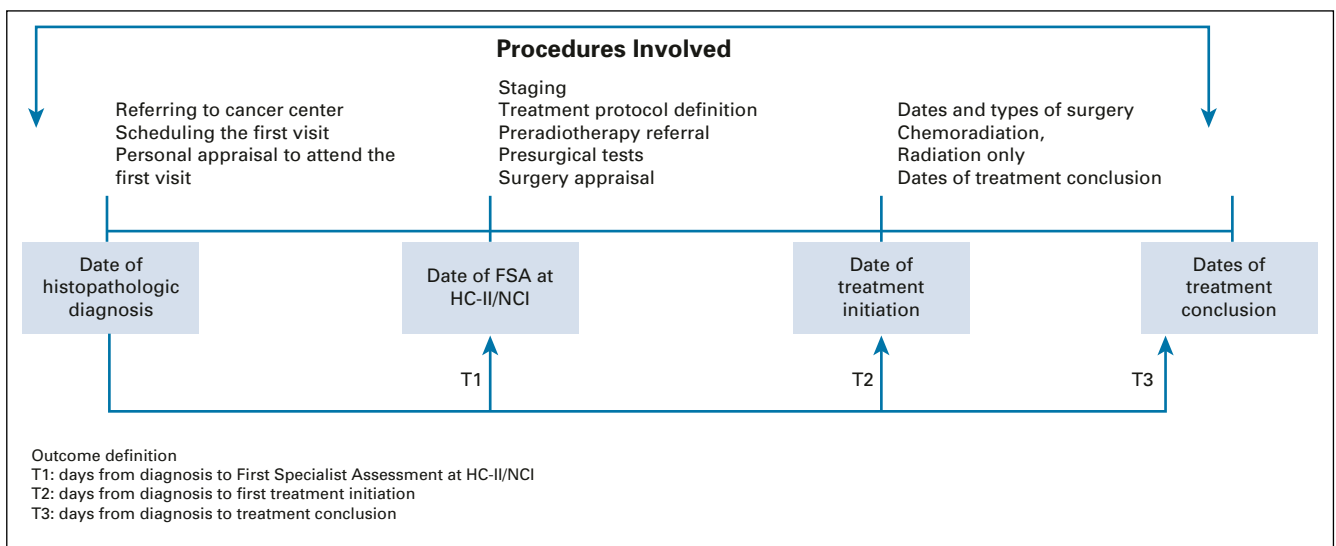 Procedures Involved
Referring to cancer center
Scheduling the first visit
Personal appraisal to attend the
first visit
Staging
Treatment protocol definition
Preradiotherapy referral
Presurgical tests
Surgery appraisal
Dates and types of surgery
Chemoradiation,
Radiation only
Dates of treatment conclusion
Date of
histopathologic
diagnosis
Date of FSA at
HC-II/NCI
Date of
treatment
initiation
Dates of
treatment
conclusion
T1
T2
T3
Outcome definition
T1: days from diagnosis to First Specialist Assessment at HC-II/NCI
T2: days from diagnosis to first treatment initiation
T3: days from diagnosis to treatment conclusion